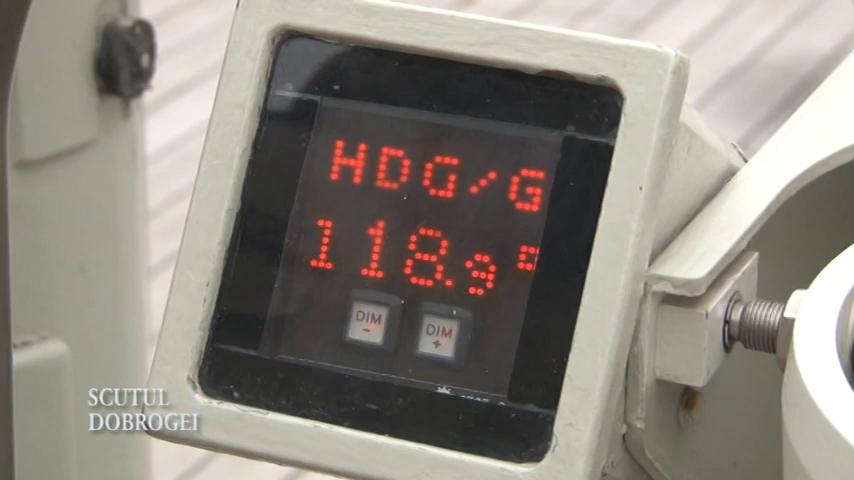 HDG/G
118.9°
DIM
-
DIM
+
SCUTUL
DOBROGEI